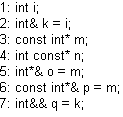 1: int i;
2: int& k = i;
3: const int* m;
4: int const* n;
5: int*& o = m;
6: const int*& p = m;
7: int&& q = k;